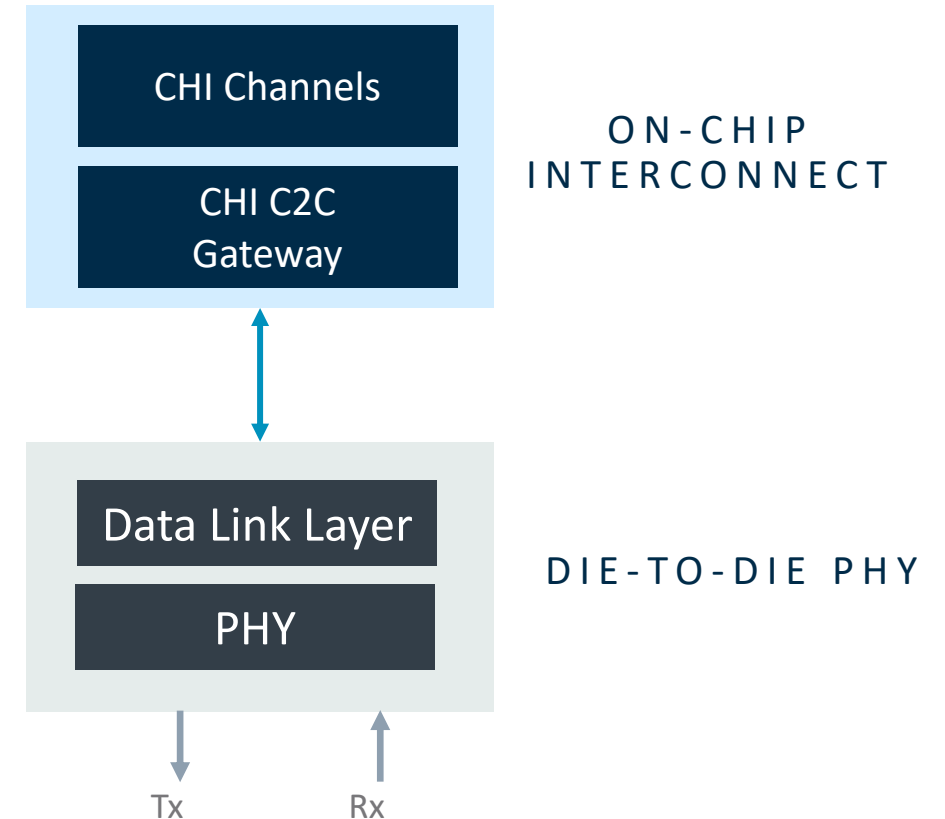 CHI Channels
CHI C2C
Gateway
ON-CHIP
INTERCONNECT
Data Link Layer
PHY
DIE-TO-DIE PHY
Tx
Rx